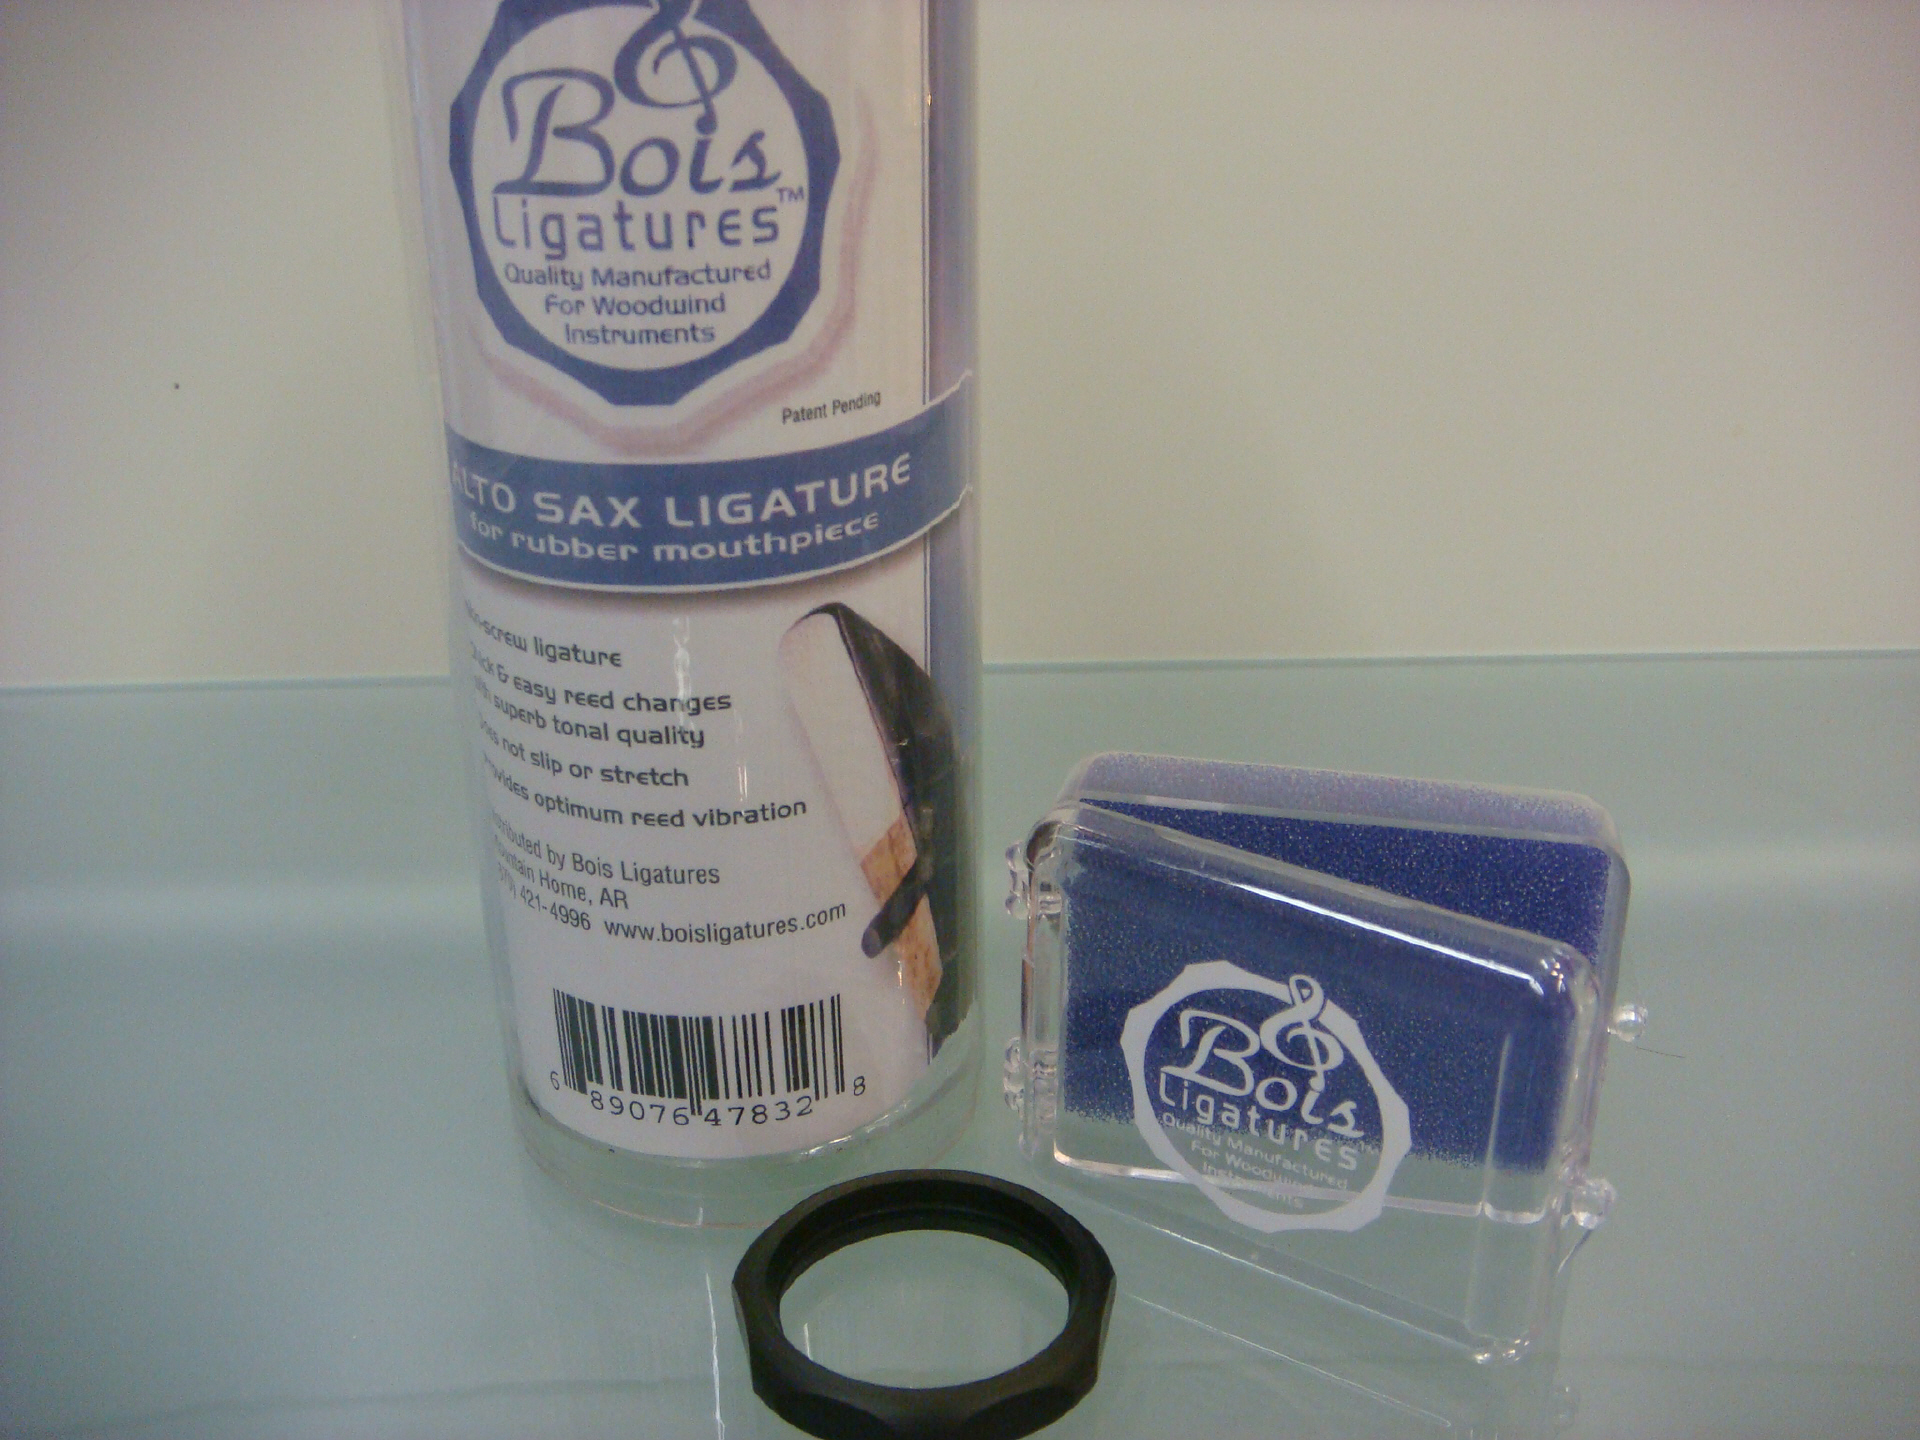 Bois
Ligatures™
Quality Manufactured
For Woodwind
Instruments
Patent Pending
ALTO SAX LIGATURE
for rubber mouthpiece
screw ligature
& easy reed changes
superb tonal quality
not slip or stretch
optimum reed vibration
by Bois Ligatures
Home, AR
421-4996 www.boisligatures.com
6 89076 47832 8
Bois
Ligatures
Quality Manufactured
For Woodwind
Instruments